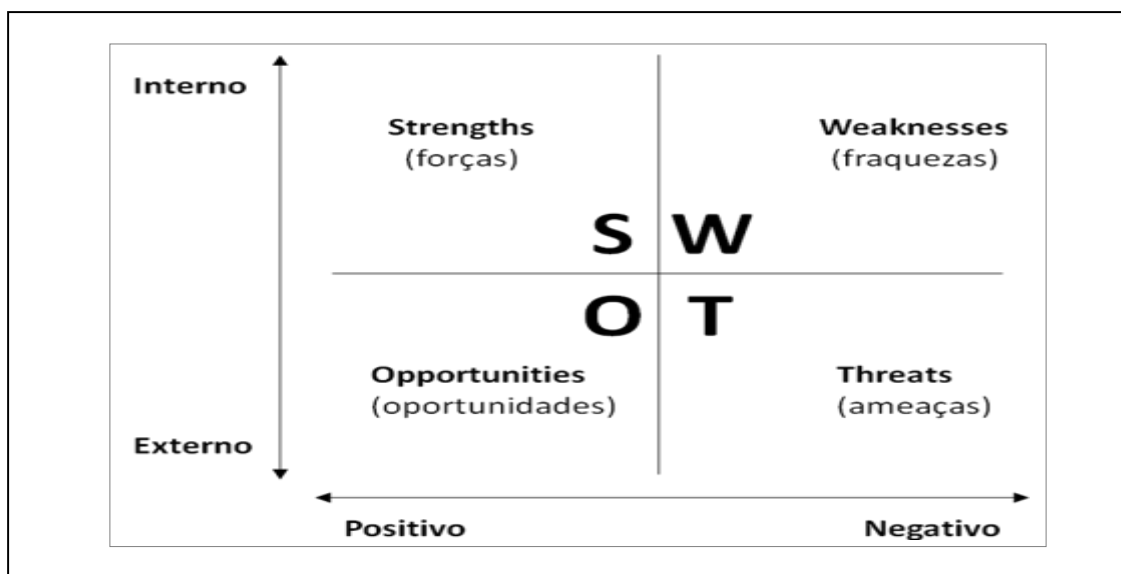 Interno
Strengths
(forças)
Weaknesses
(fraquezas)
S W
O T
Opportunities
(oportunidades)
Threats
(ameaças)
Externo
Positivo
Negativo